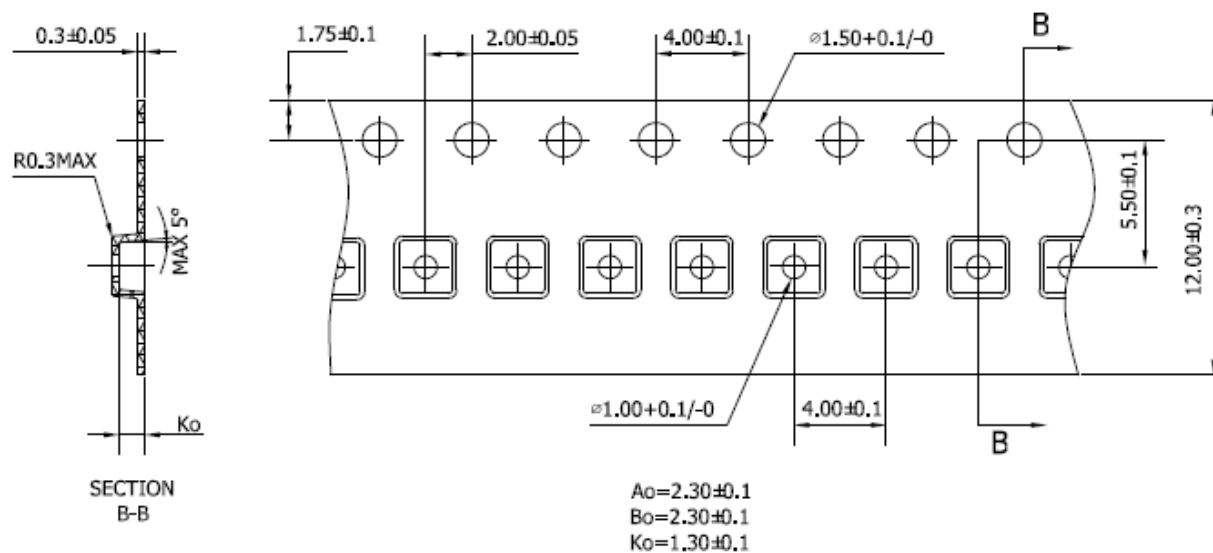 0.3±0.05
1.75±0.1
2.00±0.05
4.00±0.1
⌀1.50+0.1/-0
B
R0.3MAX
MAX 5°
5.50±0.1
12.00±0.3
Ko
⌀1.00+0.1/-0
4.00±0.1
B
SECTION
B-B
Ao=2.30±0.1
Bo=2.30±0.1
Ko=1.30±0.1